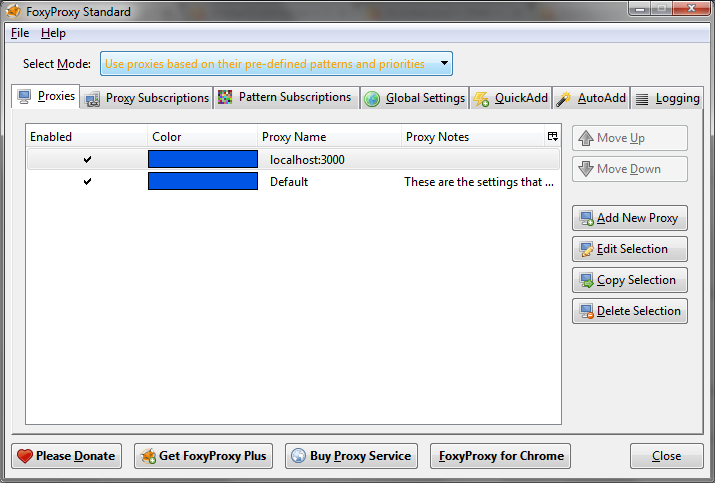 FoxyProxy Standard
File Help
Select Mode: Use proxies based on their pre-defined patterns and priorities
Proxies Proxy Subscriptions Pattern Subscriptions Global Settings QuickAdd AutoAdd Logging
Enabled Color Proxy Name Proxy Notes
Move Up
localhost:3000
Move Down
Default These are the settings that ...
Add New Proxy
Edit Selection
Copy Selection
Delete Selection
Please Donate Get FoxyProxy Plus Buy Proxy Service FoxyProxy for Chrome Close